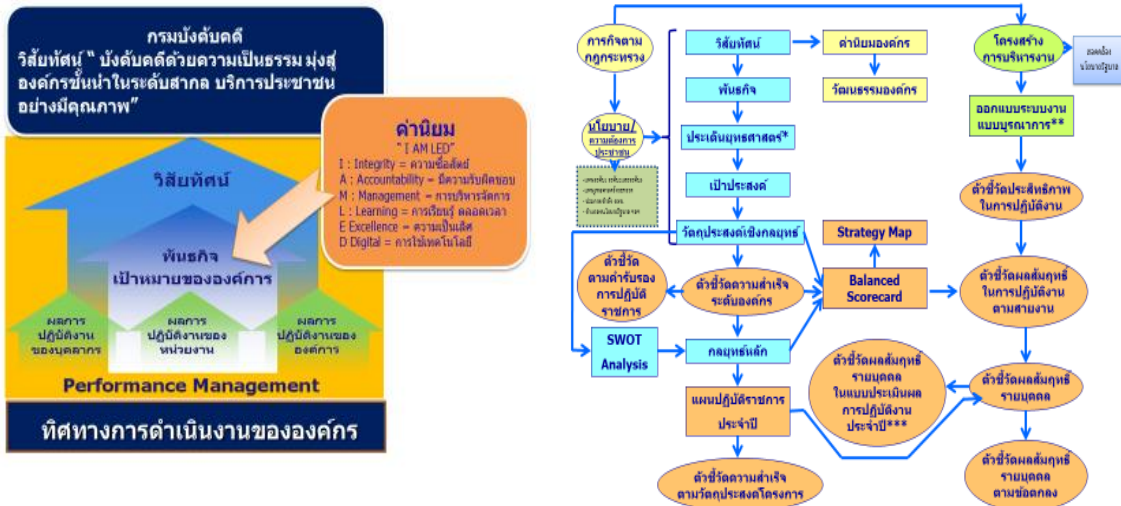 กรมบังคับคดี
วิสัยทัศน์ “ บังคับคดีด้วยความเป็นธรรม มุ่งสู่
องค์กรชั้นนำในระดับสากล บริการประชาชน
อย่างมีคุณภาพ”
ค่านิยม
“ I AM LED”
I : Integrity = ความซื่อสัตย์
A : Accountability = มีความรับผิดชอบ
M : Management = การบริหารจัดการ
L : Learning = การเรียนรู้ ตลอดเวลา
E Excellence = ความเป็นเลิศ
D Digital = การใช้เทคโนโลยี
วิสัยทัศน์
พันธกิจ
เป้าหมายขององค์การ
ผลการ
ปฏิบัติงาน
ของบุคลากร
ผลการ
ปฏิบัติงานของ
หน่วยงาน
ผลการ
ปฏิบัติงานของ
องค์การ
Performance Management
ทิศทางการดำเนินงานขององค์กร
ภารกิจตาม
กฎกระทรวง
นโยบาย/
ความต้องการ
ประชาชน
วิสัยทัศน์
พันธกิจ
ประเด็นยุทธศาสตร์*
เป้าประสงค์
วัตถุประสงค์เชิงกลยุทธ์
ค่านิยมองค์กร
วัฒนธรรมองค์กร
โครงสร้าง
การบริหารงาน
สอดคล้อง
นโยบายรัฐบาล
ออกแบบระบบงาน
แบบบูรณาการ**
ตัวชี้วัดประสิทธิภาพ
ในการปฏิบัติงาน
ตัวชี้วัด
ตามคำรับรอง
การปฏิบัติ
ราชการ
ตัวชี้วัดความสำเร็จ
ระดับองค์กร
Strategy Map
Balanced
Scorecard
ตัวชี้วัดผลสัมฤทธิ์
ในการปฏิบัติงาน
ตามสายงาน
SWOT
Analysis
กลยุทธ์หลัก
แผนปฏิบัติราชการ
ประจำปี
ตัวชี้วัดผลสัมฤทธิ์
รายบุคคล
ในแบบประเมินผล
การปฏิบัติงาน
ประจำปี***
ตัวชี้วัดผลสัมฤทธิ์
รายบุคคล
ตัวชี้วัดความสำเร็จ
ตามวัตถุประสงค์โครงการ
ตัวชี้วัดผลสัมฤทธิ์
รายบุคคล
ตามข้อตกลง